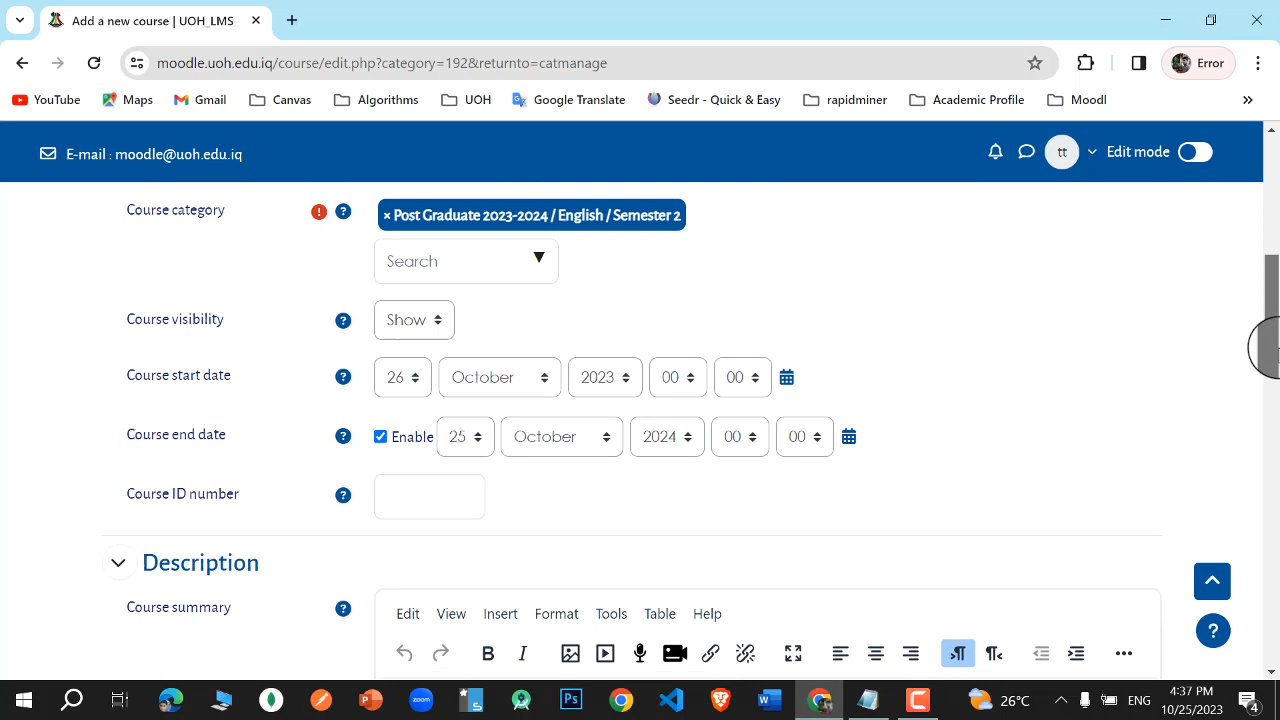 Add a new course | UOH_LMS
moodle.uoh.edu.iq/course/edit.php?category=192&returnto=catmanage
Error
YouTube Maps Gmail Canvas Algorithms UOH Google Translate Seedr - Quick & Easy rapidminer Academic Profile Moodl
E-mail : moodle@uoh.edu.iq
tt
Edit mode
Course category
× Post Graduate 2023-2024 / English / Semester 2
Search
Course visibility
Show
Course start date
26 October 2023 00 00
Course end date
Enable 25 October 2024 00 00
Course ID number
Description
Course summary
Edit View Insert Format Tools Table Help
26°C
ENG
4:37 PM
10/25/2023
4